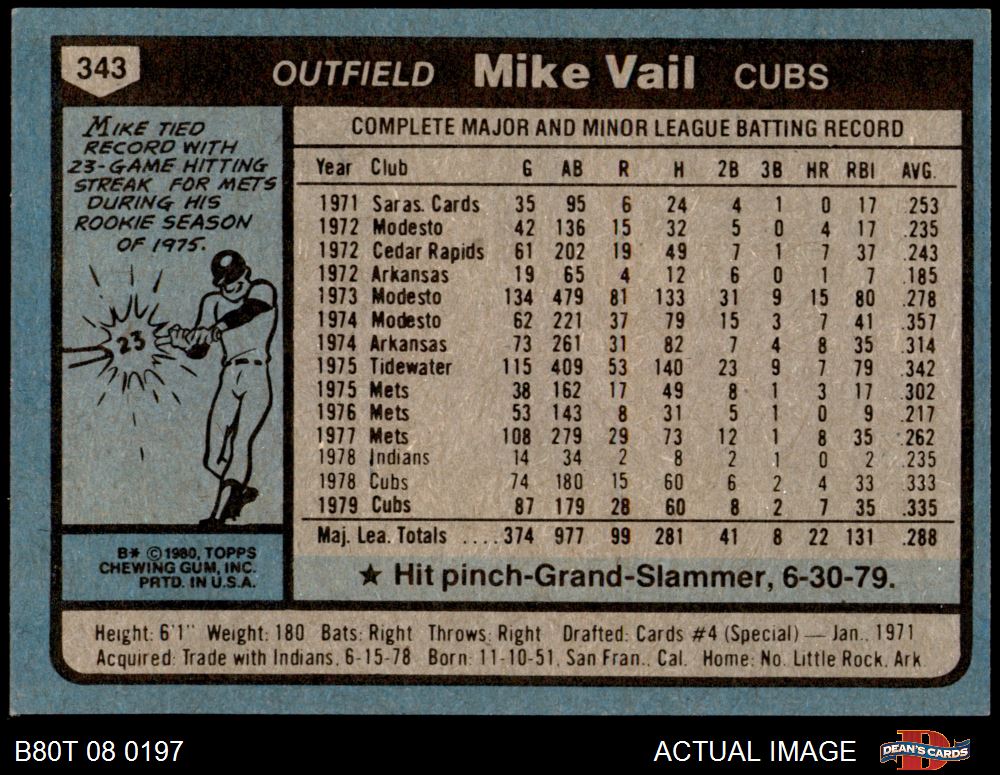 343
OUTFIELD Mike Vail CUBS
MIKE TIED
RECORD WITH
23-GAME HITTING
STREAK FOR METS
DURING HIS
ROOKIE SEASON
OF 1975.
23
B* ©1980, TOPPS
CHEWING GUM, INC.
PRTD. IN U.S.A.
COMPLETE MAJOR AND MINOR LEAGUE BATTING RECORD
Year Club G AB R H 2B 3B HR RBI AVG.
1971 Saras. Cards 35 95 6 24 4 1 0 17 .253
1972 Modesto 42 136 15 32 5 0 4 17 .235
1972 Cedar Rapids 61 202 19 49 7 1 7 37 .243
1972 Arkansas 19 65 4 12 6 0 1 7 .185
1973 Modesto 134 479 81 133 31 9 15 80 .278
1974 Modesto 62 221 37 79 15 3 7 41 .357
1974 Arkansas 73 261 31 82 7 4 8 35 .314
1975 Tidewater 115 409 53 140 23 9 7 79 .342
1975 Mets 38 162 17 49 8 1 3 17 .302
1976 Mets 53 143 8 31 5 1 0 9 .217
1977 Mets 108 279 29 73 12 1 8 35 .262
1978 Indians 14 34 2 8 2 1 0 2 .235
1978 Cubs 74 180 15 60 6 2 4 33 .333
1979 Cubs 87 179 28 60 8 2 7 35 .335
Maj. Lea. Totals ....374 977 99 281 41 8 22 131 .288
★ Hit pinch-Grand-Slammer, 6-30-79.
Height: 6'1" Weight: 180 Bats: Right Throws: Right Drafted: Cards #4 (Special) — Jan., 1971
Acquired: Trade with Indians, 6-15-78 Born: 11-10-51, San Fran., Cal. Home: No. Little Rock, Ark.
B80T 08 0197 ACTUAL IMAGE DEAN'S CARDS